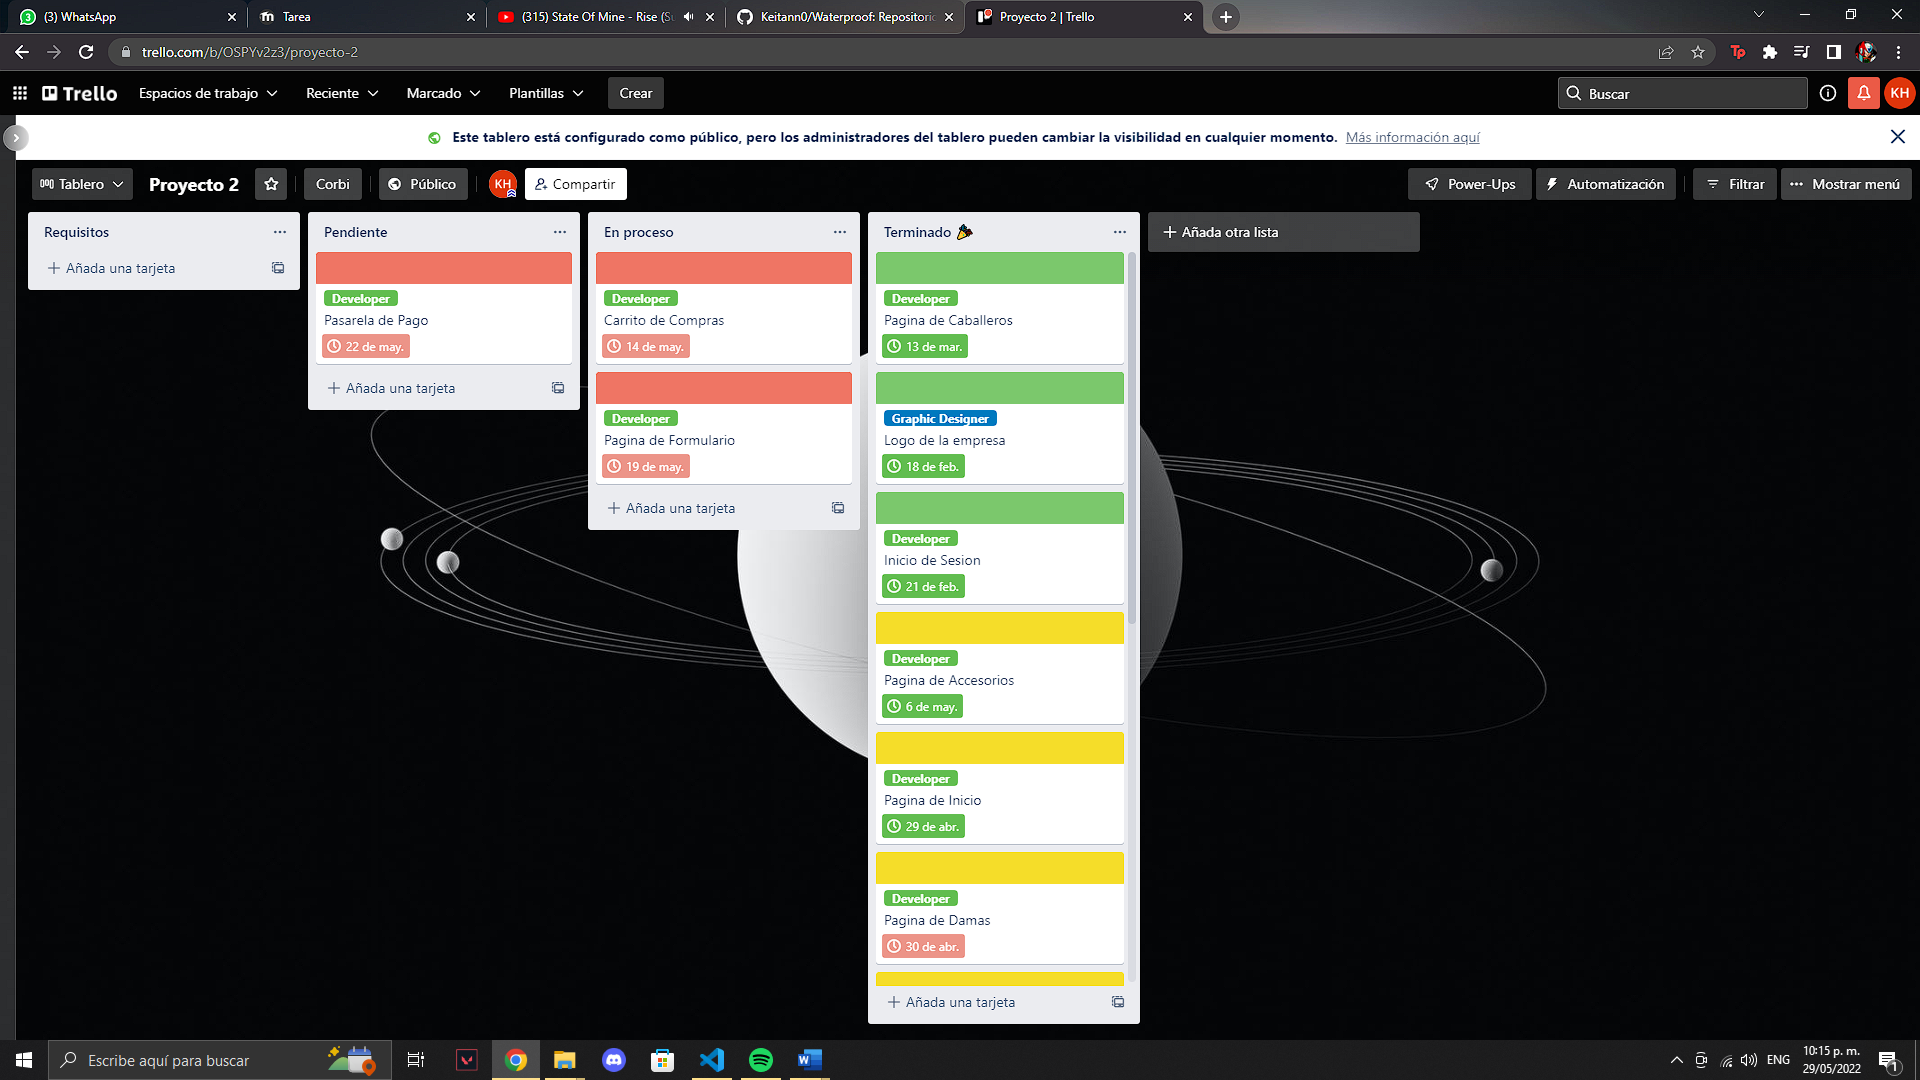 (3) WhatsApp
Tarea
(315) State Of Mine - Rise (Su
Keitann0/Waterproof: Repositorio
Proyecto 2 | Trello
trello.com/b/OSPYv2z3/proyecto-2
Trello
Espacios de trabajo
Reciente
Marcado
Plantillas
Crear
Buscar
KH
Este tablero está configurado como público, pero los administradores del tablero pueden cambiar la visibilidad en cualquier momento. Más información aquí
Tablero
Proyecto 2
Corbi
Público
KH
Compartir
Power-Ups
Automatización
Filtrar
Mostrar menú
Requisitos
Añada una tarjeta
Pendiente
Developer
Pasarela de Pago
22 de may.
Añada una tarjeta
En proceso
Developer
Carrito de Compras
14 de may.
Developer
Pagina de Formulario
19 de may.
Añada una tarjeta
Terminado
Developer
Pagina de Caballeros
13 de mar.
Graphic Designer
Logo de la empresa
18 de feb.
Developer
Inicio de Sesion
21 de feb.
Developer
Pagina de Accesorios
6 de may.
Developer
Pagina de Inicio
29 de abr.
Developer
Pagina de Damas
30 de abr.
Añada una tarjeta
Añada otra lista
Escribe aquí para buscar
ENG
10:15 p. m.
29/05/2022
1